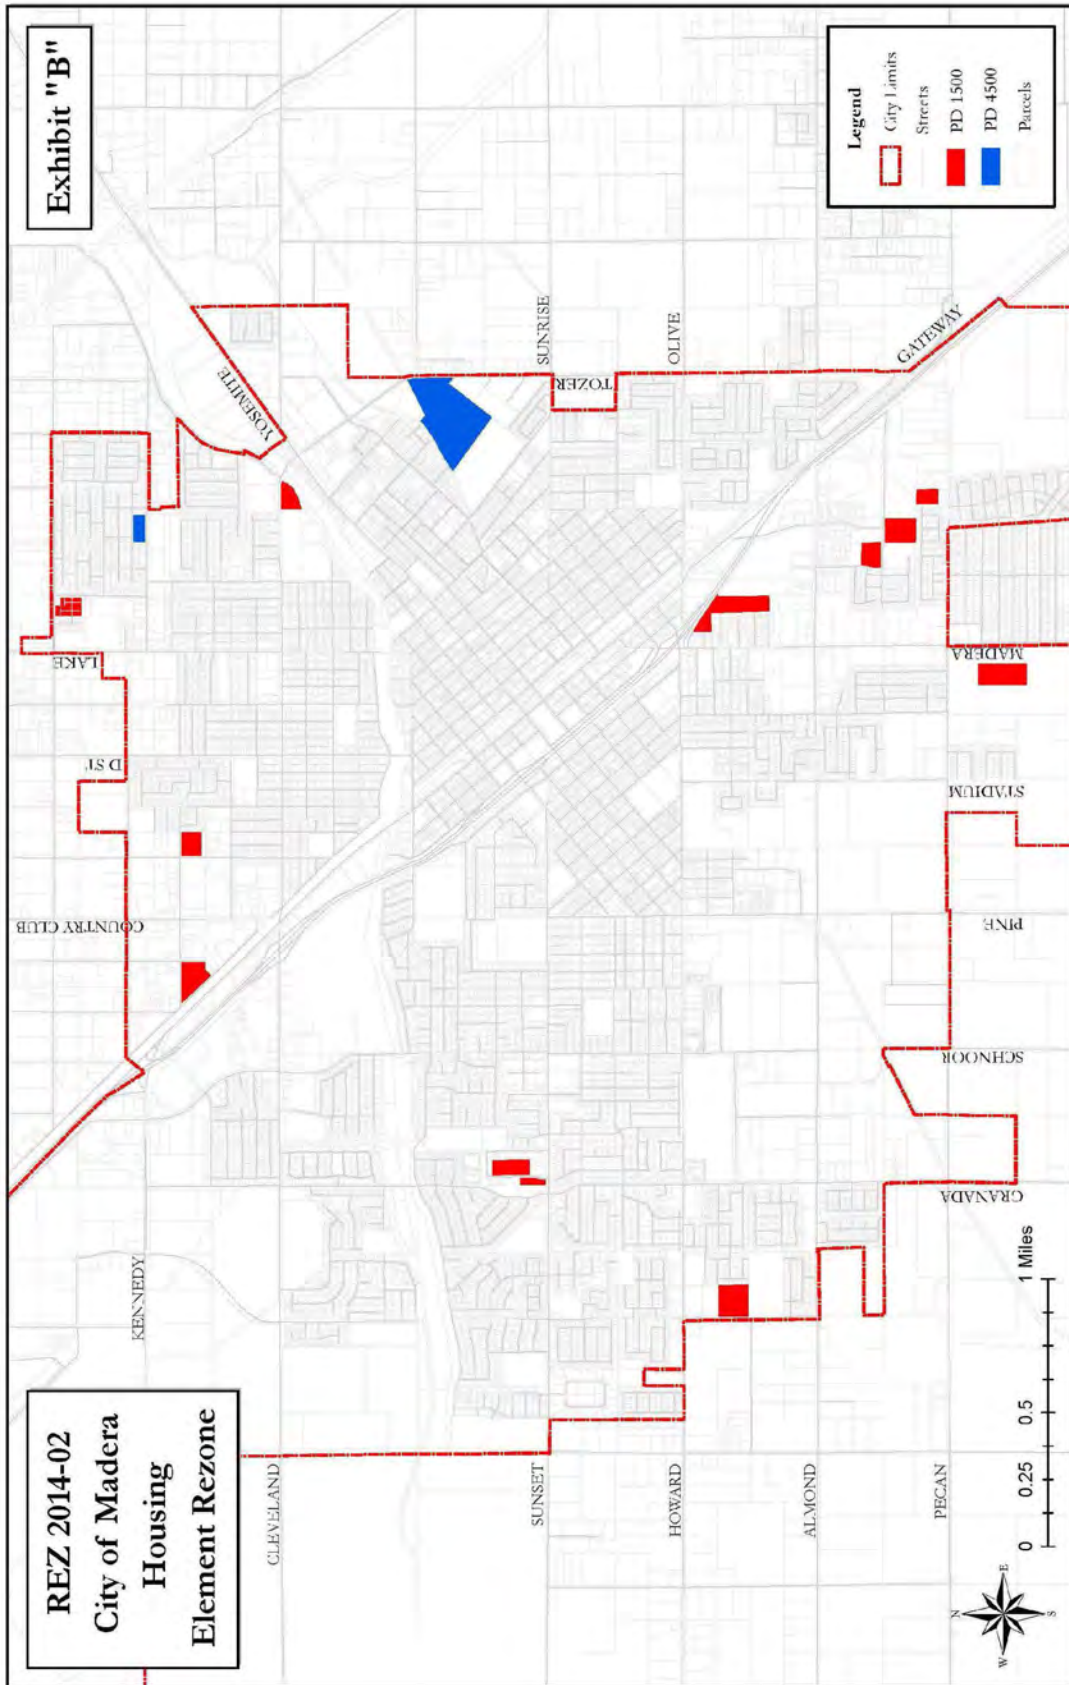 REZ 2014-02
City of Madera
Housing
Element Rezone
Exhibit "B"
KENNEDY
COUNTRY CLUB
D ST
LAKE
YOSEMITE
CLEVELAND
SUNSET
SUNRISE
TOZER
HOWARD
OLIVE
ALMOND
GATEWAY
PECAN
GRANADA
SCHNOOR
PINE
STADIUM
MADERA
Legend
City Limits
Streets
PD 1500
PD 4500
Parcels
N
W
E
S
0 0.25 0.5 1 Miles